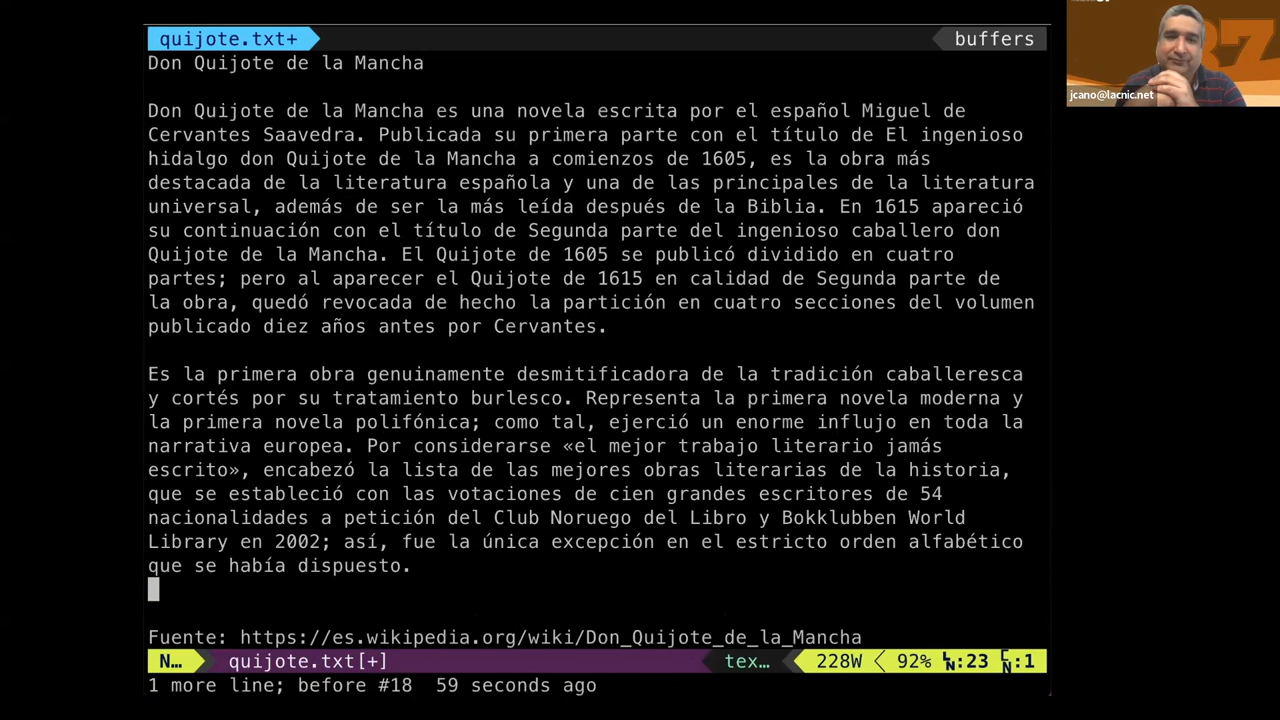 quijote.txt+ buffers
Don Quijote de la Mancha
Don Quijote de la Mancha es una novela escrita por el español Miguel de
Cervantes Saavedra. Publicada su primera parte con el título de El ingenioso
hidalgo don Quijote de la Mancha a comienzos de 1605, es la obra más
destacada de la literatura española y una de las principales de la literatura
universal, además de ser la más leída después de la Biblia. En 1615 apareció
su continuación con el título de Segunda parte del ingenioso caballero don
Quijote de la Mancha. El Quijote de 1605 se publicó dividido en cuatro
partes; pero al aparecer el Quijote de 1615 en calidad de Segunda parte de
la obra, quedó revocada de hecho la partición en cuatro secciones del volumen
publicado diez años antes por Cervantes.
Es la primera obra genuinamente desmitificadora de la tradición caballeresca
y cortés por su tratamiento burlesco. Representa la primera novela moderna y
la primera novela polifónica; como tal, ejerció un enorme influjo en toda la
narrativa europea. Por considerarse «el mejor trabajo literario jamás
escrito», encabezó la lista de las mejores obras literarias de la historia,
que se estableció con las votaciones de cien grandes escritores de 54
nacionalidades a petición del Club Noruego del Libro y Bokklubben World
Library en 2002; así, fue la única excepción en el estricto orden alfabético
que se había dispuesto.
Fuente: https://es.wikipedia.org/wiki/Don_Quijote_de_la_Mancha
N… quijote.txt[+] tex… 228W 92% ㏑:23 ㏇:1
1 more line; before #18 59 seconds ago
jcano@lacnic.net